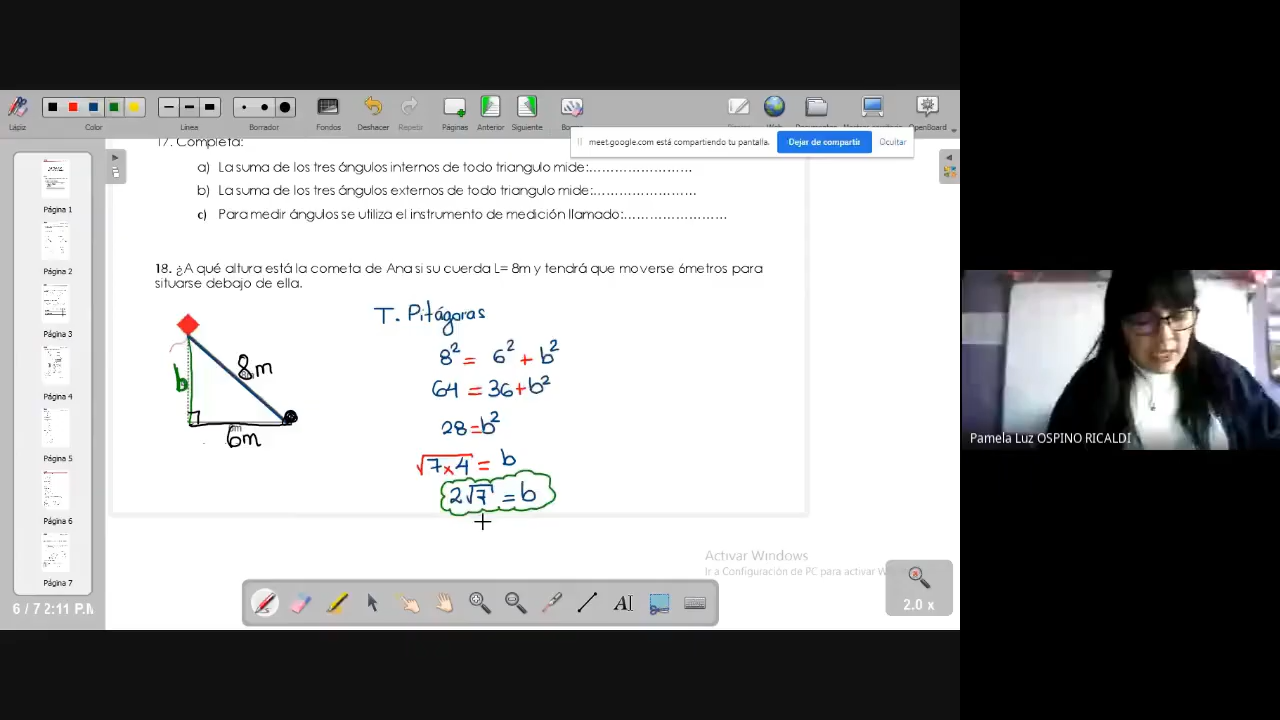 Lápiz
Color
Línea
Borrador
Fondos
Deshacer
Repetir
Páginas
Anterior
Siguiente
Web
OpenBoard
meet.google.com está compartiendo tu pantalla.
Dejar de compartir
Ocultar
Página 1
Página 2
Página 3
Página 4
Página 5
Página 6
Página 7
6 / 7 2:11 P.M
17. Completa:
a) La suma de los tres ángulos internos de todo triangulo mide:........................
b) La suma de los tres ángulos externos de todo triangulo mide:........................
c) Para medir ángulos se utiliza el instrumento de medición llamado:........................
18. ¿A qué altura está la cometa de Ana si su cuerda L= 8m y tendrá que moverse 6metros para
situarse debajo de ella.
b
8m
6m
T. Pitágoras
8² = 6² + b²
64 = 36 + b²
28 = b²
√7x4 = b
2√7 = b
Activar Windows
Ir a Configuración de PC para activar
2.0 x
Pamela Luz OSPINO RICALDI